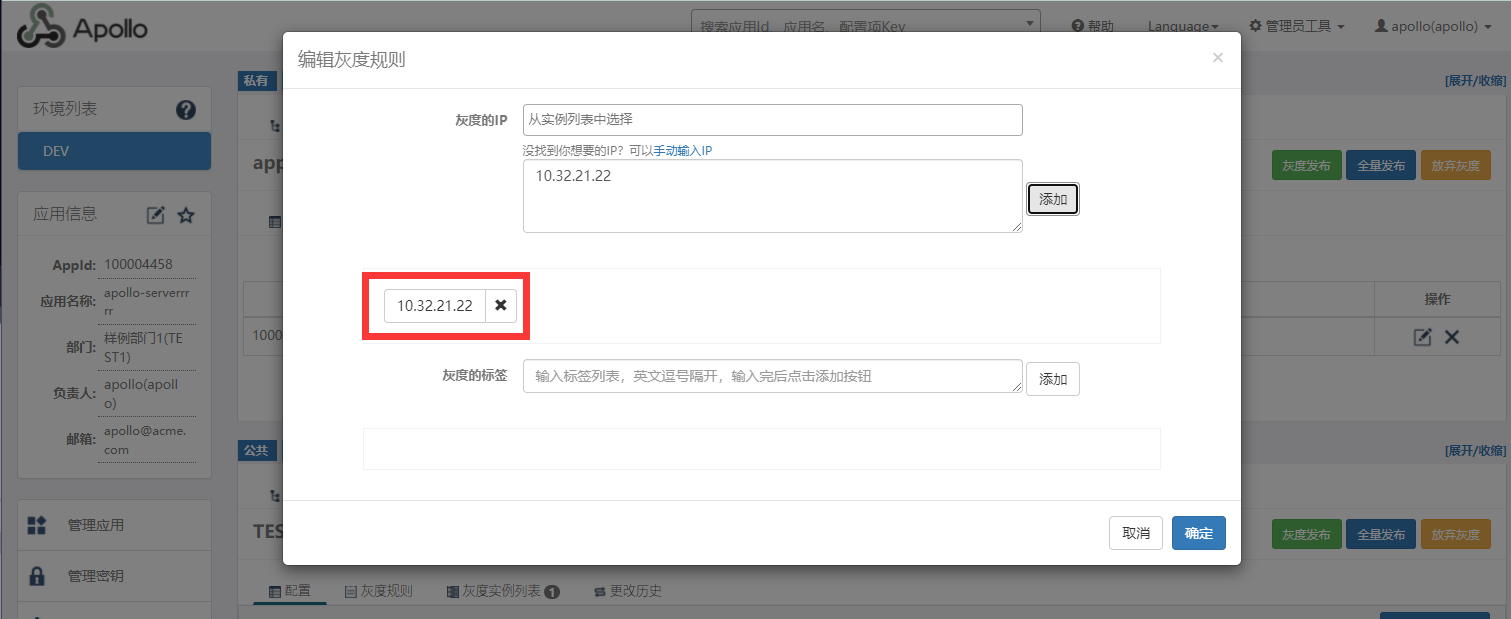 Apollo
搜索应用Id、应用名、配置项Key
帮助
Language
管理员工具
apollo(apollo)
编辑灰度规则
×
私有
[展开/收缩]
环境列表
DEV
灰度的IP
从实例列表中选择
没找到你想要的IP？可以手动输入IP
10.32.21.22
添加
app
灰度发布
全量发布
放弃灰度
应用信息
AppId:
100004458
应用名称:
apollo-serverrr
rr
部门:
样例部门1(TE
ST1)
负责人:
apollo(apoll
o)
邮箱:
apollo@acme.
com
10.32.21.22
操作
1000
灰度的标签
输入标签列表，英文逗号隔开，输入完后点击添加按钮
添加
公共
[展开/收缩]
取消
确定
TES
灰度发布
全量发布
放弃灰度
管理应用
管理密钥
配置
灰度规则
灰度实例列表 1
更改历史